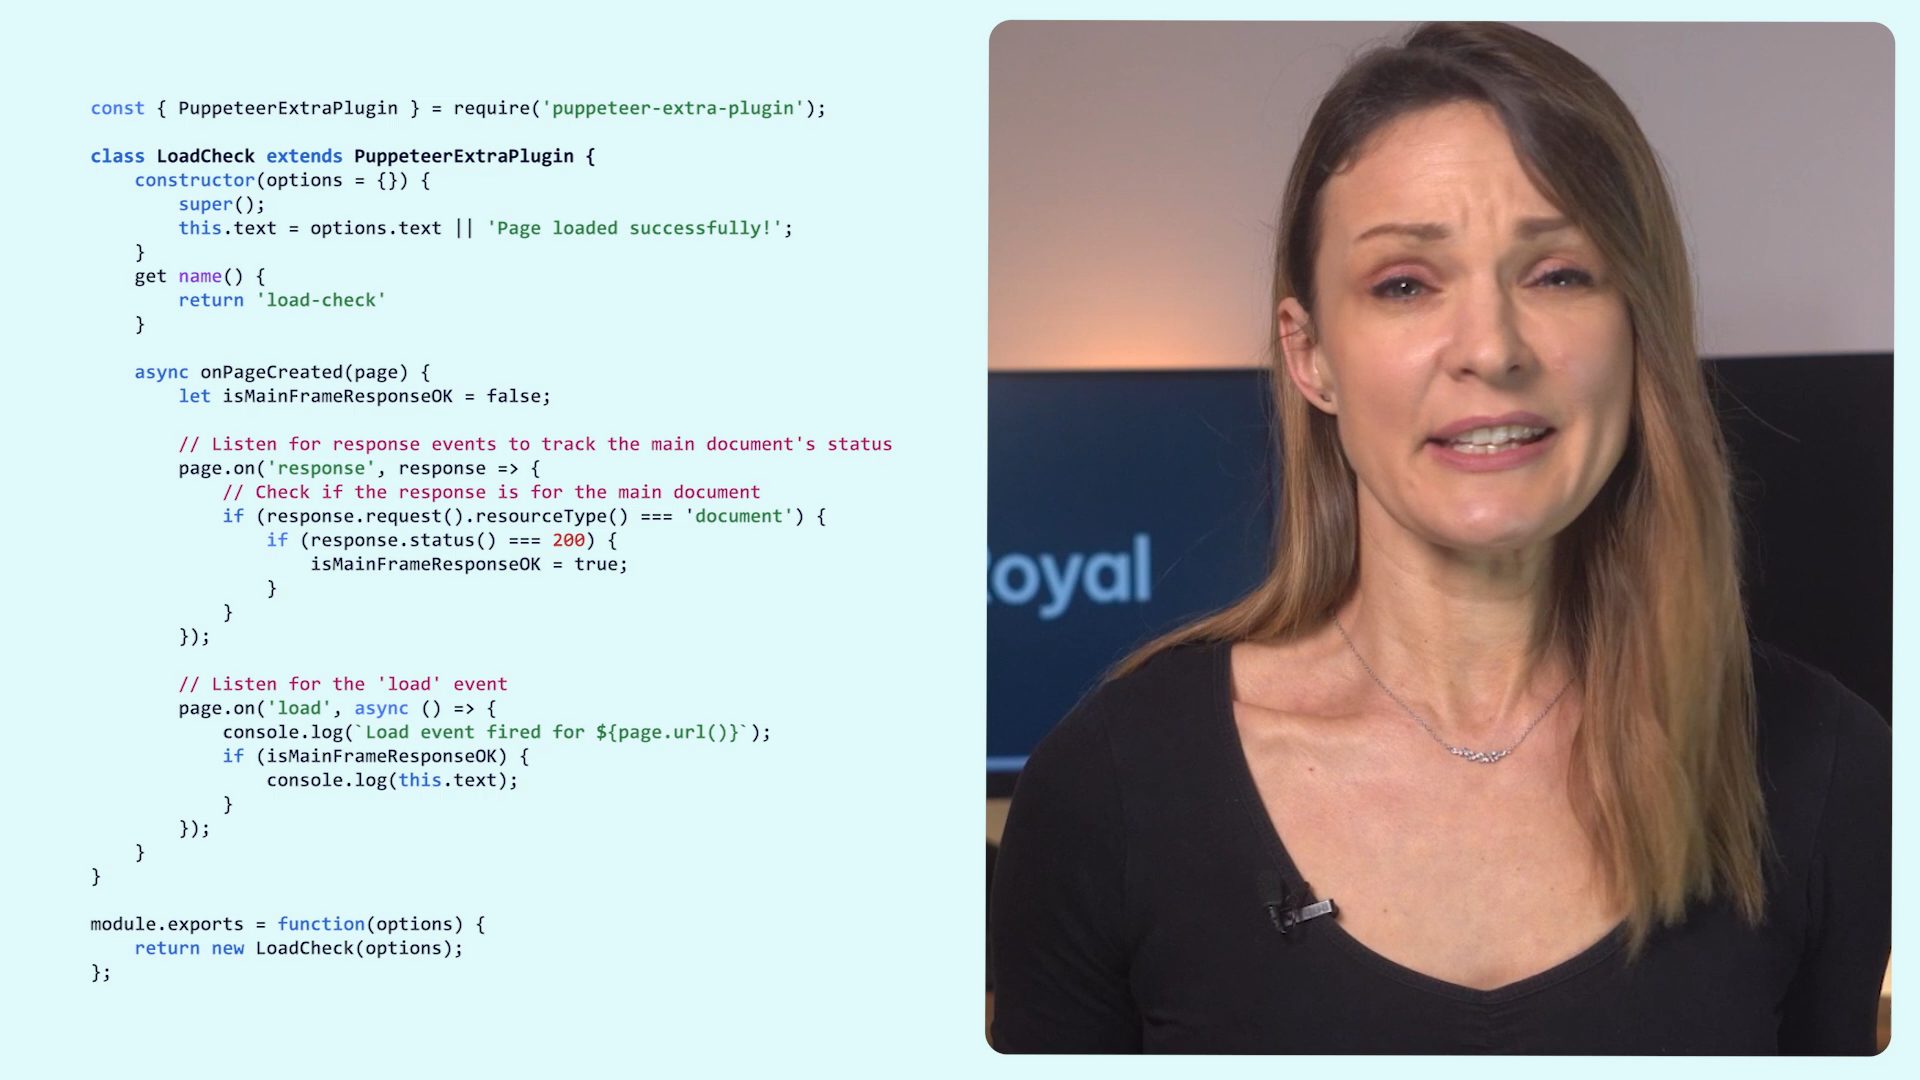 const { PuppeteerExtraPlugin } = require('puppeteer-extra-plugin');
class LoadCheck extends PuppeteerExtraPlugin {
constructor(options = {}) {
super();
this.text = options.text || 'Page loaded successfully!';
}
get name() {
return 'load-check'
}
async onPageCreated(page) {
let isMainFrameResponseOK = false;
// Listen for response events to track the main document's status
page.on('response', response => {
// Check if the response is for the main document
if (response.request().resourceType() === 'document') {
if (response.status() === 200) {
isMainFrameResponseOK = true;
}
}
});
// Listen for the 'load' event
page.on('load', async () => {
console.log(`Load event fired for ${page.url()}`);
if (isMainFrameResponseOK) {
console.log(this.text);
}
});
}
}
module.exports = function(options) {
return new LoadCheck(options);
};
Royal